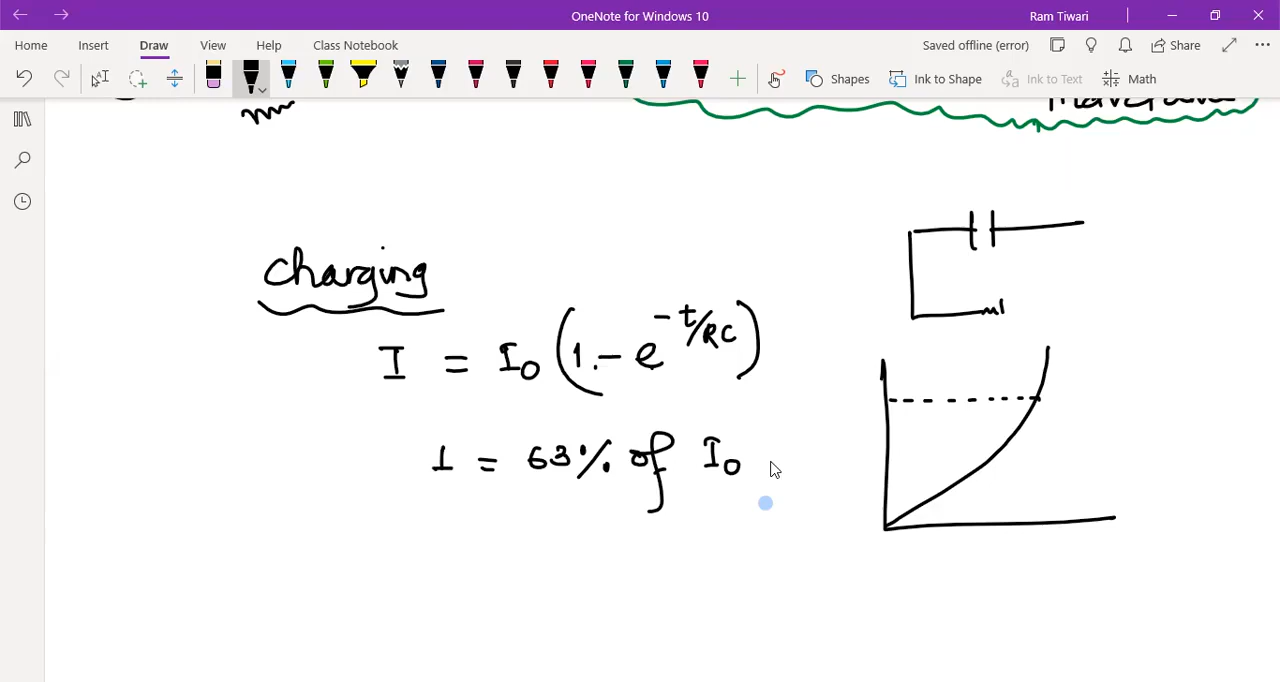 OneNote for Windows 10
Ram Tiwari
Home Insert Draw View Help Class Notebook
Saved offline (error) Share
Shapes Ink to Shape Ink to Text Math
Charging
I = I₀ (1 - e^-t/RC)
I = 63% of I₀